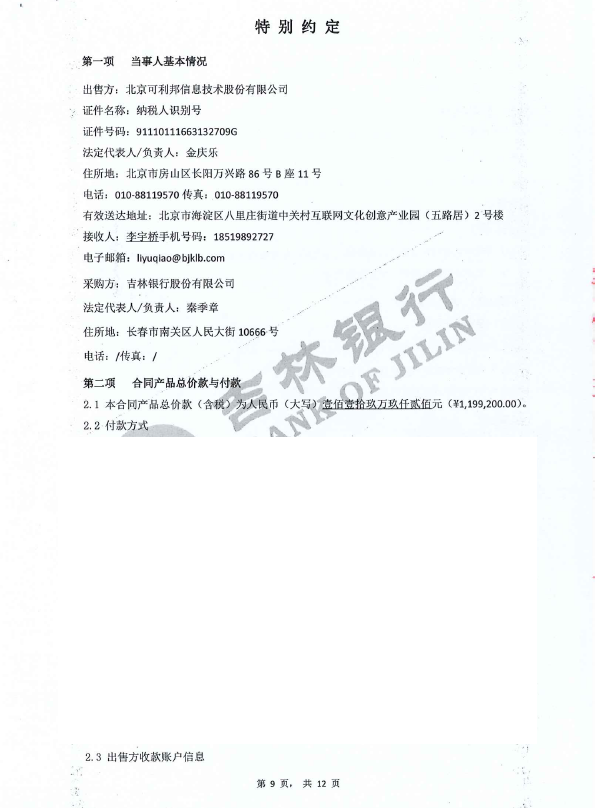 特别约定
第一项 当事人基本情况
出售方：北京可利邦信息技术股份有限公司
证件名称：纳税人识别号
证件号码：91110111663132709G
法定代表人/负责人：金庆乐
住所地：北京市房山区长阳万兴路 86 号 B 座 11 号
电话：010-88119570 传真：010-88119570
有效送达地址：北京市海淀区八里庄街道中关村互联网文化创意产业园（五路居）2 号楼
接收人：李宇桥手机号码：18519892727
电子邮箱：liyuqiao@bjklb.com
采购方：吉林银行股份有限公司
法定代表人/负责人：秦季章
住所地：长春市南关区人民大街 10666 号
电话：/传真：/
第二项 合同产品总价款与付款
2.1 本合同产品总价款（含税）为人民币（大写）壹佰壹拾玖万玖仟贰佰元（¥1,199,200.00）。
2.2 付款方式
吉林银行
BANK OF JILIN
2.3 出售方收款账户信息
第 9 页，共 12 页